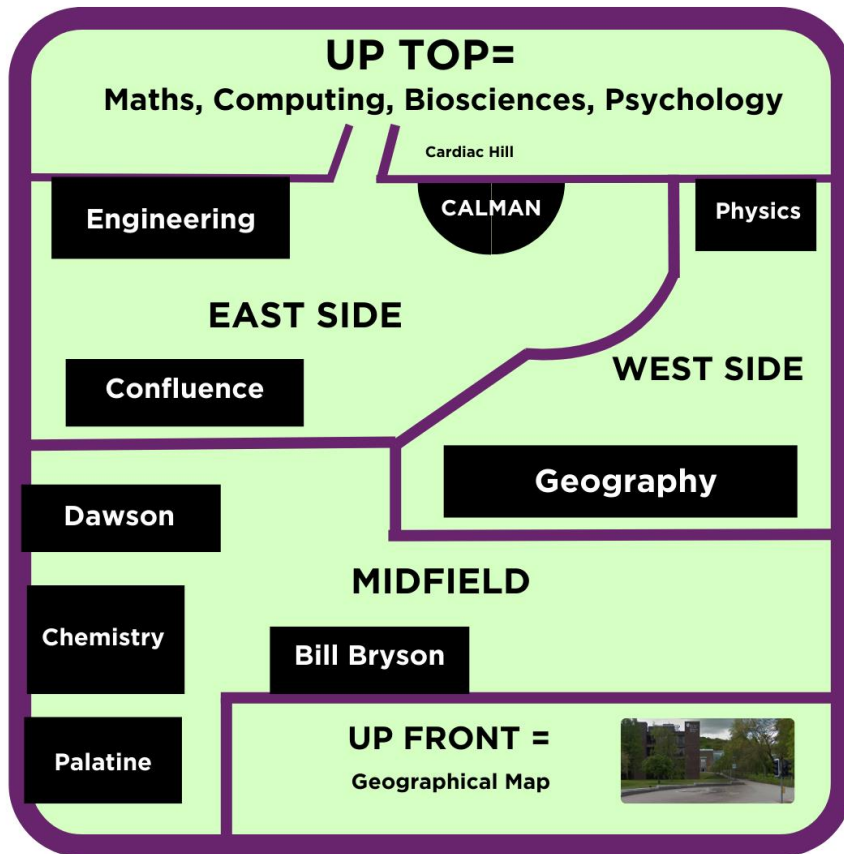 UP TOP=
Maths, Computing, Biosciences, Psychology
Cardiac Hill
Engineering
CALMAN
Physics
EAST SIDE
WEST SIDE
Confluence
Geography
Dawson
MIDFIELD
Chemistry
Bill Bryson
UP FRONT =
Geographical Map
Palatine